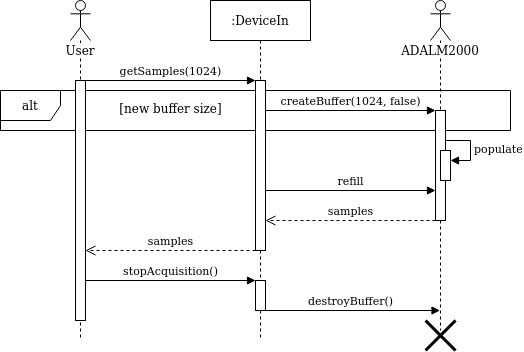 :DeviceIn
User
ADALM2000
getSamples(1024)
alt
[new buffer size]
createBuffer(1024, false)
populate
refill
samples
samples
stopAcquisition()
destroyBuffer()